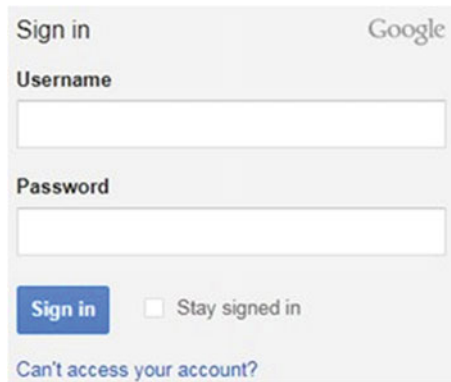 Sign in Google
Username
Password
Sign in Stay signed in
Can't access your account?